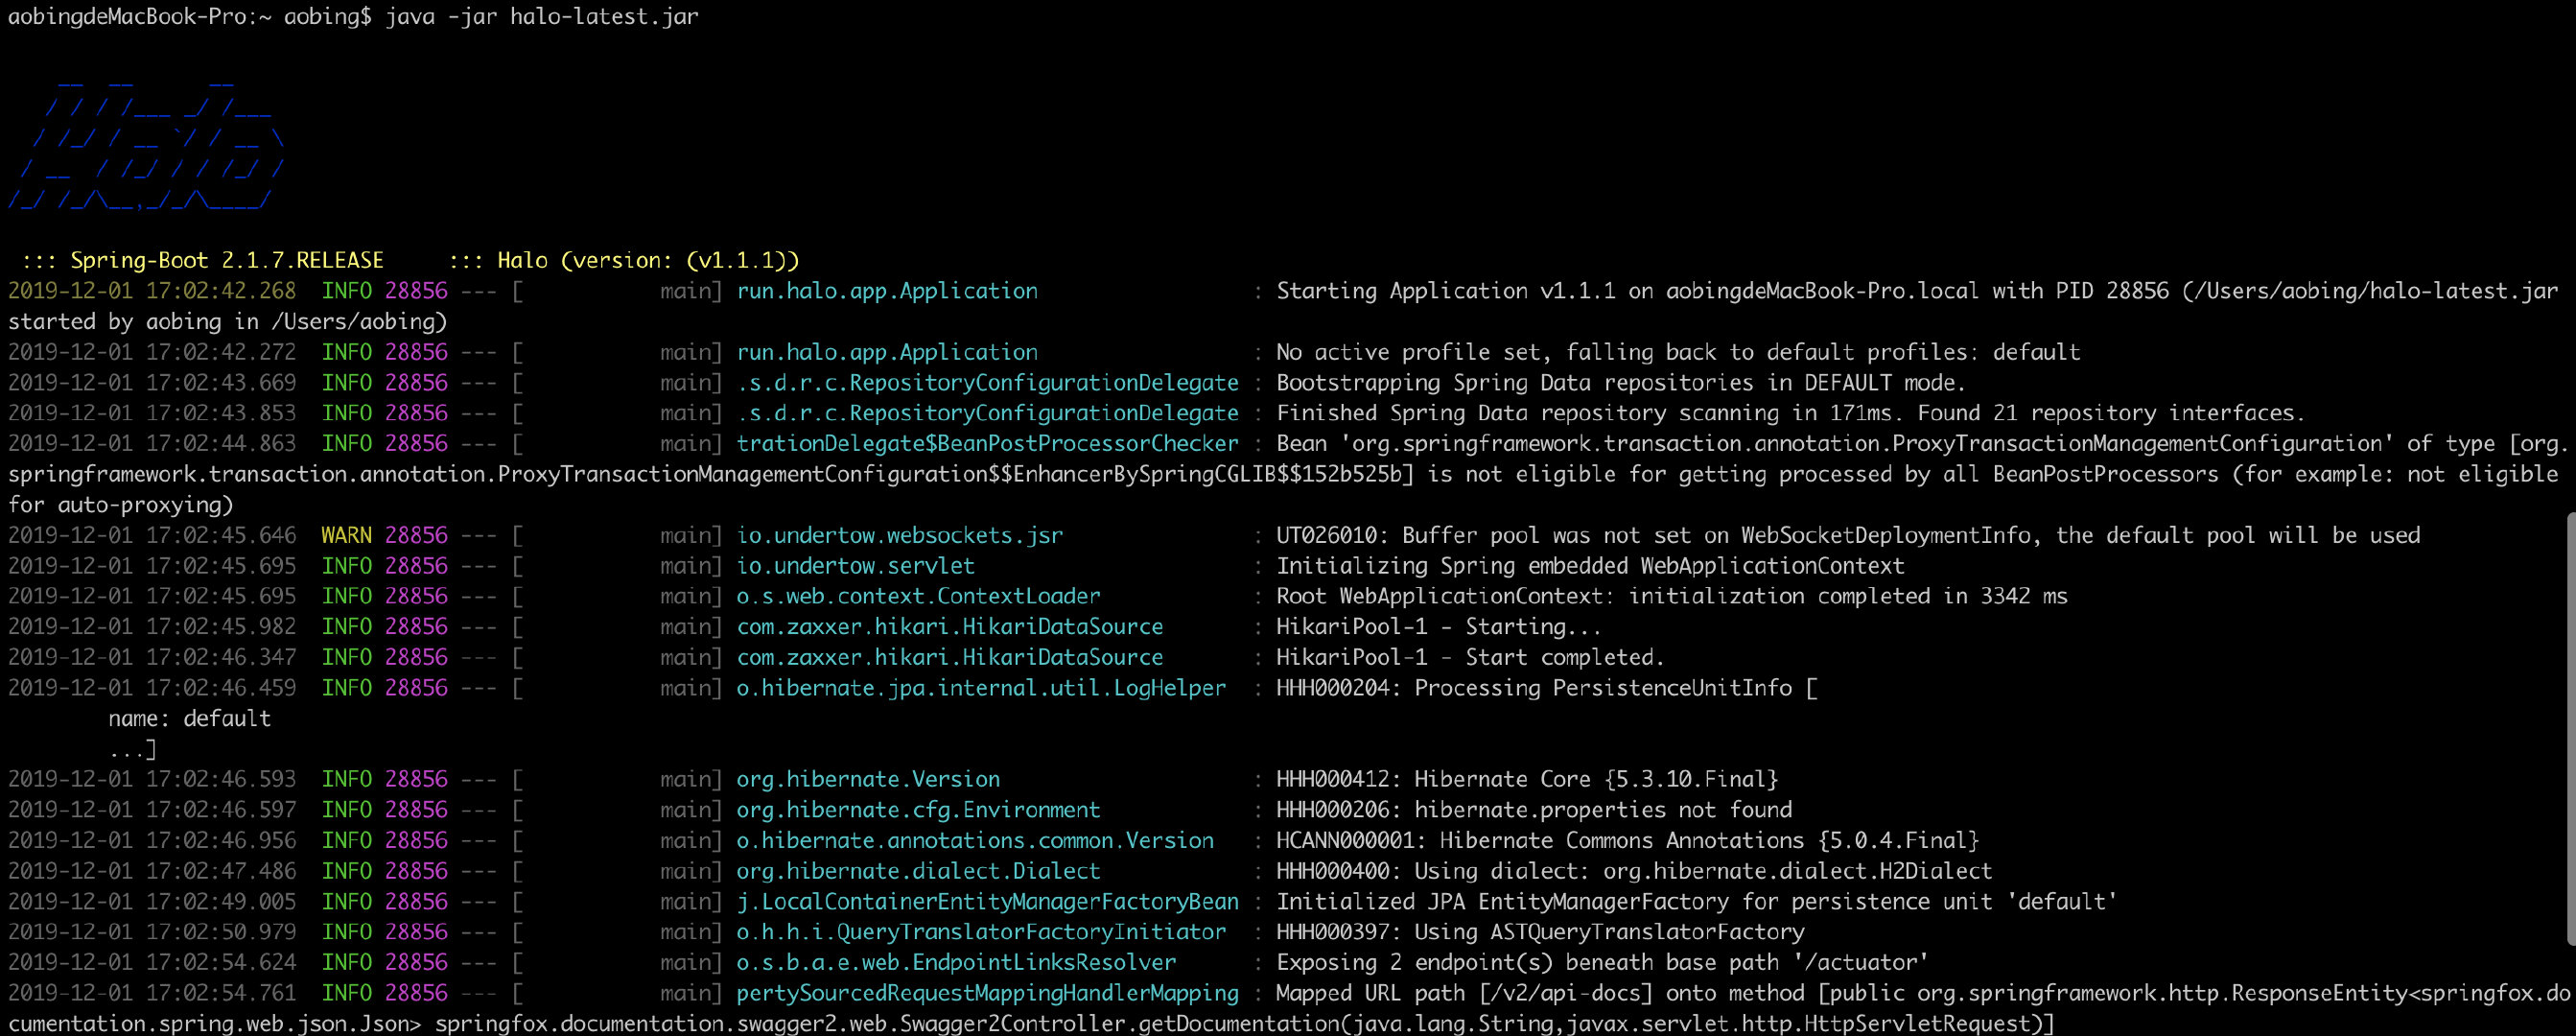 aobingdeMacBook-Pro:~ aobing$ java -jar halo-latest.jar
    __  __      __
   / / / /___ _/ /___
  / /_/ / __ `/ / __ \
 / __  / /_/ / / /_/ /
/_/ /_/\__,_/_/\____/
::: Spring-Boot 2.1.7.RELEASE     ::: Halo (version: (v1.1.1))
2019-12-01 17:02:42.268  INFO 28856 --- [           main] run.halo.app.Application                 : Starting Application v1.1.1 on aobingdeMacBook-Pro.local with PID 28856 (/Users/aobing/halo-latest.jar
started by aobing in /Users/aobing)
2019-12-01 17:02:42.272  INFO 28856 --- [           main] run.halo.app.Application                 : No active profile set, falling back to default profiles: default
2019-12-01 17:02:43.669  INFO 28856 --- [           main] .s.d.r.c.RepositoryConfigurationDelegate : Bootstrapping Spring Data repositories in DEFAULT mode.
2019-12-01 17:02:43.853  INFO 28856 --- [           main] .s.d.r.c.RepositoryConfigurationDelegate : Finished Spring Data repository scanning in 171ms. Found 21 repository interfaces.
2019-12-01 17:02:44.863  INFO 28856 --- [           main] trationDelegate$BeanPostProcessorChecker : Bean 'org.springframework.transaction.annotation.ProxyTransactionManagementConfiguration' of type [org.
springframework.transaction.annotation.ProxyTransactionManagementConfiguration$$EnhancerBySpringCGLIB$$152b525b] is not eligible for getting processed by all BeanPostProcessors (for example: not eligible
for auto-proxying)
2019-12-01 17:02:45.646  WARN 28856 --- [           main] io.undertow.websockets.jsr               : UT026010: Buffer pool was not set on WebSocketDeploymentInfo, the default pool will be used
2019-12-01 17:02:45.695  INFO 28856 --- [           main] io.undertow.servlet                      : Initializing Spring embedded WebApplicationContext
2019-12-01 17:02:45.695  INFO 28856 --- [           main] o.s.web.context.ContextLoader            : Root WebApplicationContext: initialization completed in 3342 ms
2019-12-01 17:02:45.982  INFO 28856 --- [           main] com.zaxxer.hikari.HikariDataSource       : HikariPool-1 - Starting...
2019-12-01 17:02:46.347  INFO 28856 --- [           main] com.zaxxer.hikari.HikariDataSource       : HikariPool-1 - Start completed.
2019-12-01 17:02:46.459  INFO 28856 --- [           main] o.hibernate.jpa.internal.util.LogHelper  : HHH000204: Processing PersistenceUnitInfo [
        name: default
        ...]
2019-12-01 17:02:46.593  INFO 28856 --- [           main] org.hibernate.Version                    : HHH000412: Hibernate Core {5.3.10.Final}
2019-12-01 17:02:46.597  INFO 28856 --- [           main] org.hibernate.cfg.Environment            : HHH000206: hibernate.properties not found
2019-12-01 17:02:46.956  INFO 28856 --- [           main] o.hibernate.annotations.common.Version   : HCANN000001: Hibernate Commons Annotations {5.0.4.Final}
2019-12-01 17:02:47.486  INFO 28856 --- [           main] org.hibernate.dialect.Dialect            : HHH000400: Using dialect: org.hibernate.dialect.H2Dialect
2019-12-01 17:02:49.005  INFO 28856 --- [           main] j.LocalContainerEntityManagerFactoryBean : Initialized JPA EntityManagerFactory for persistence unit 'default'
2019-12-01 17:02:50.979  INFO 28856 --- [           main] o.h.h.i.QueryTranslatorFactoryInitiator  : HHH000397: Using ASTQueryTranslatorFactory
2019-12-01 17:02:54.624  INFO 28856 --- [           main] o.s.b.a.e.web.EndpointLinksResolver      : Exposing 2 endpoint(s) beneath base path '/actuator'
2019-12-01 17:02:54.761  INFO 28856 --- [           main] pertySourcedRequestMappingHandlerMapping : Mapped URL path [/v2/api-docs] onto method [public org.springframework.http.ResponseEntity<springfox.do
cumentation.spring.web.json.Json> springfox.documentation.swagger2.web.Swagger2Controller.getDocumentation(java.lang.String,javax.servlet.http.HttpServletRequest)]